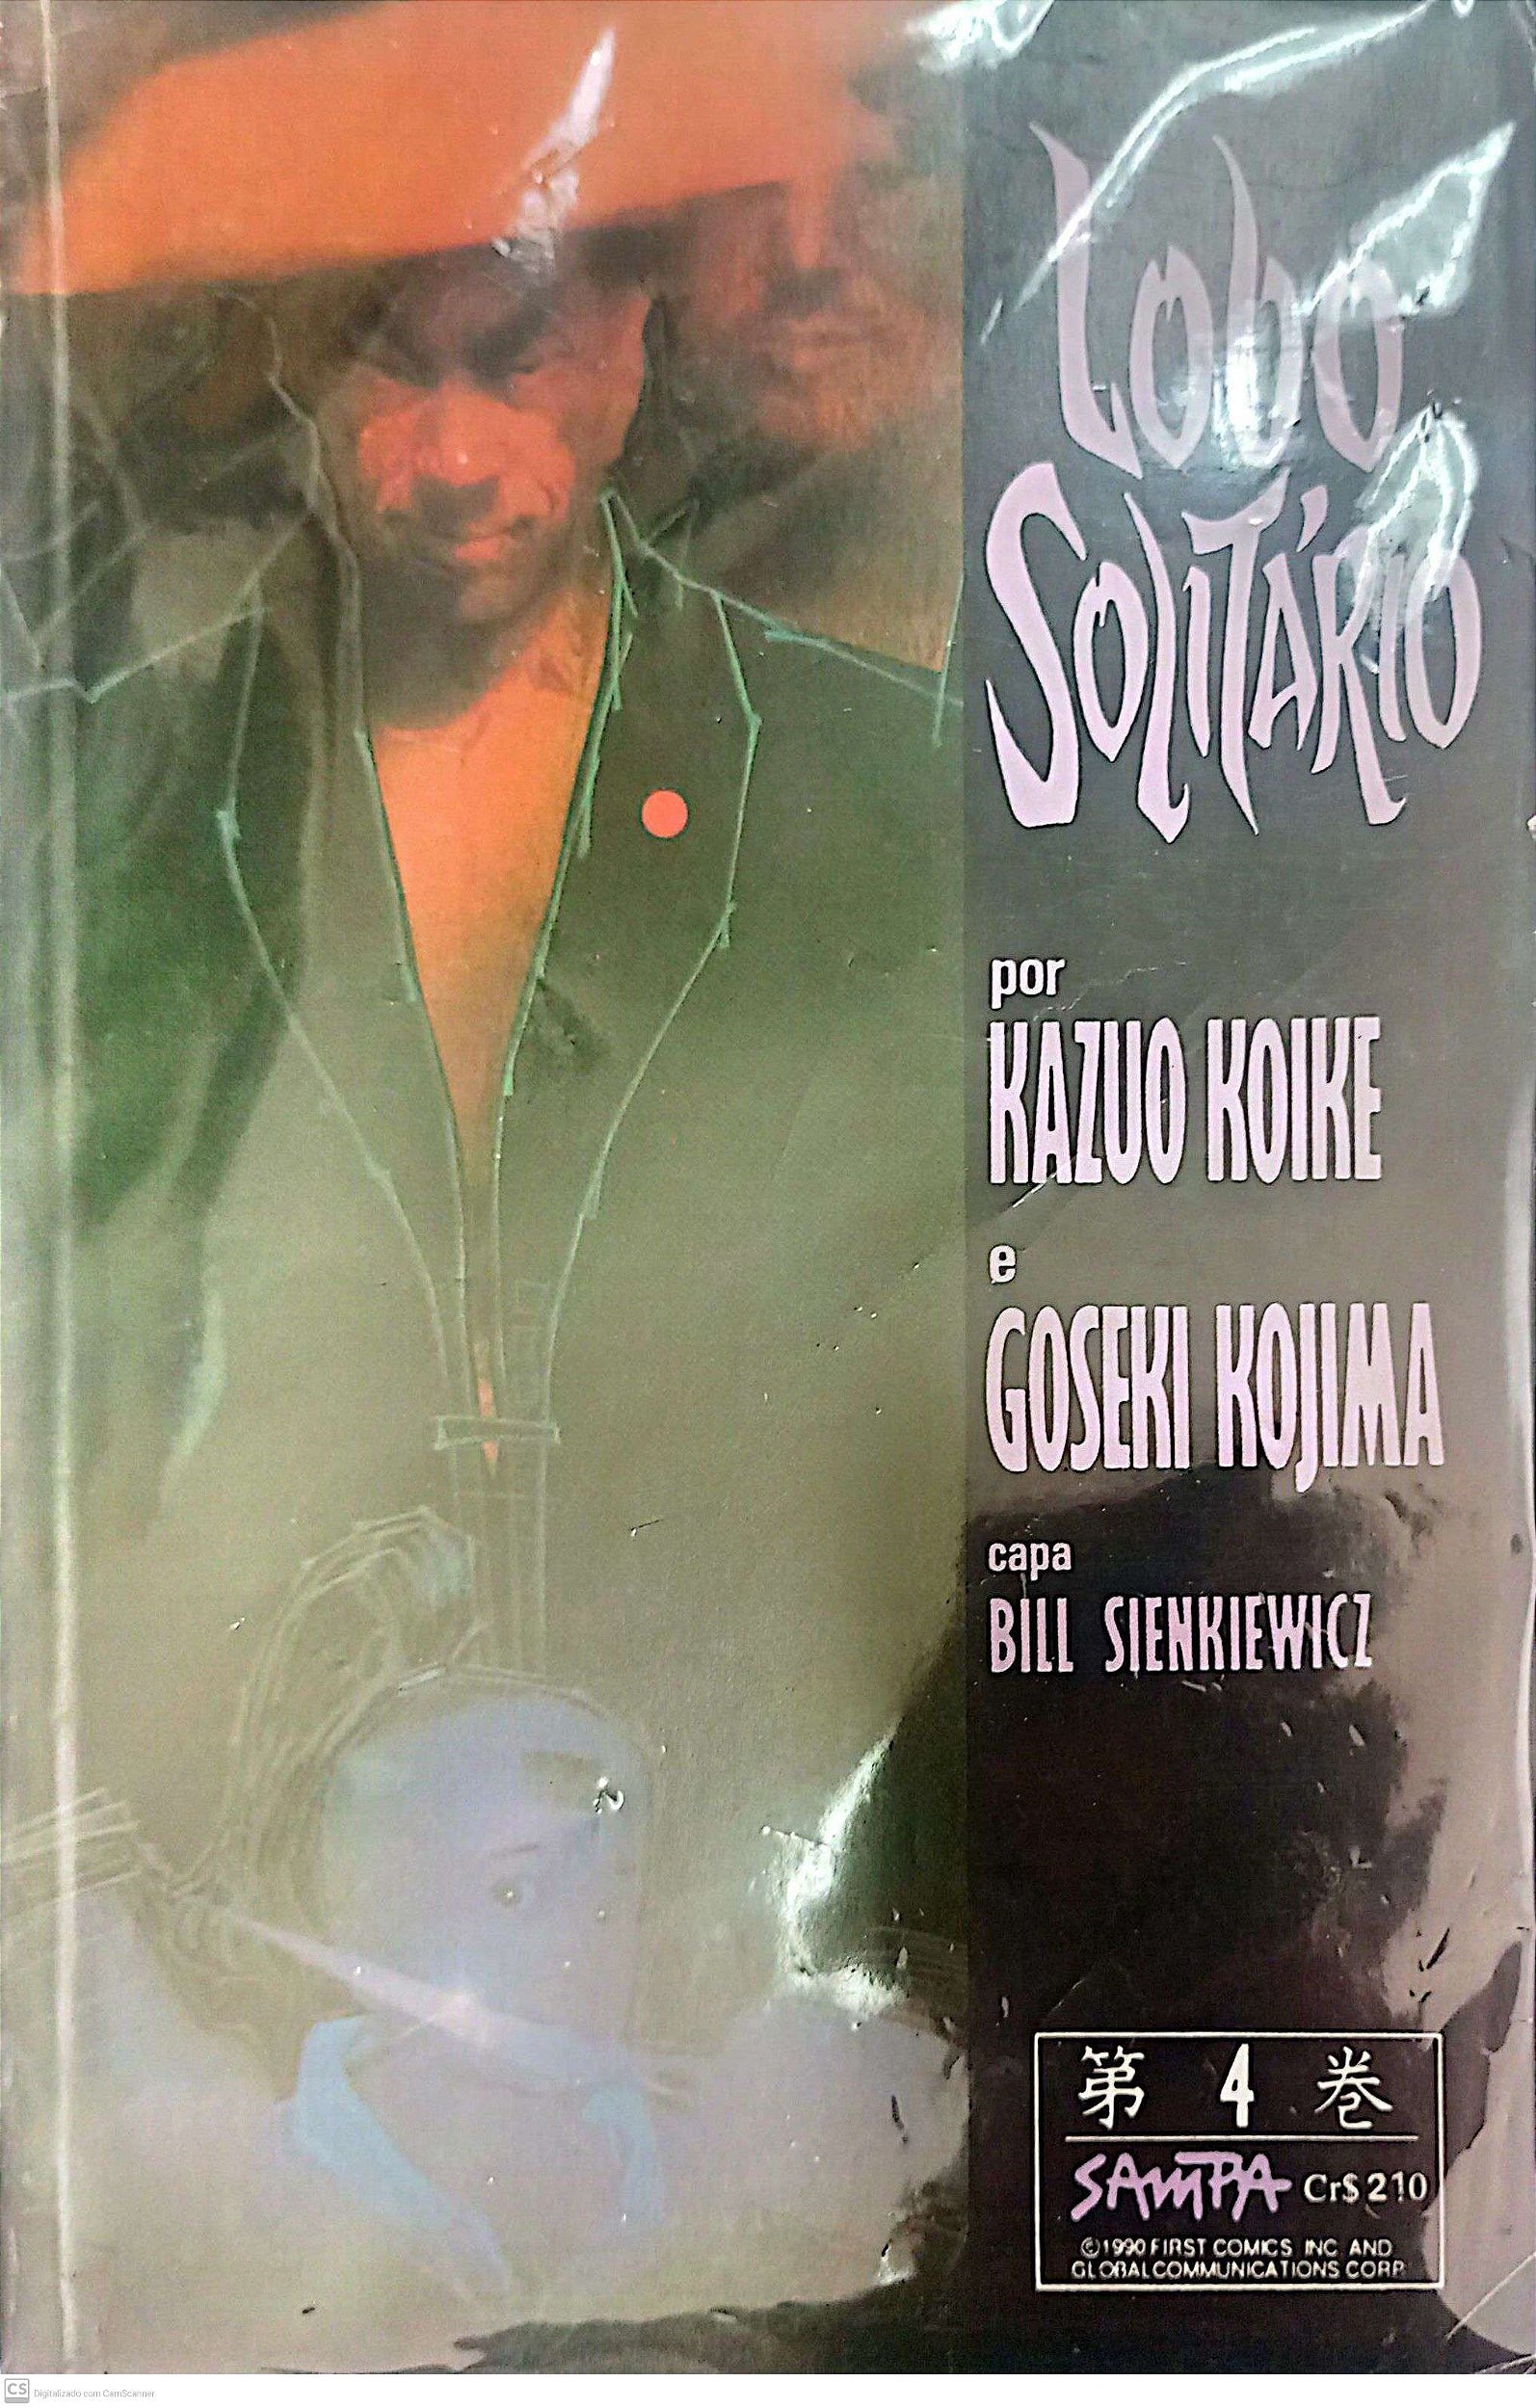 Lobo
SOLITÁRIO
por
KAZUO KOIKE
e
GOSEKI KOJIMA
capa
BILL SIENKIEWICZ
第 4 巻
SAMPA Cr$ 210
©1990 FIRST COMICS INC AND
GLOBAL COMMUNICATIONS CORP.
CS Digitalizado com CamScanner